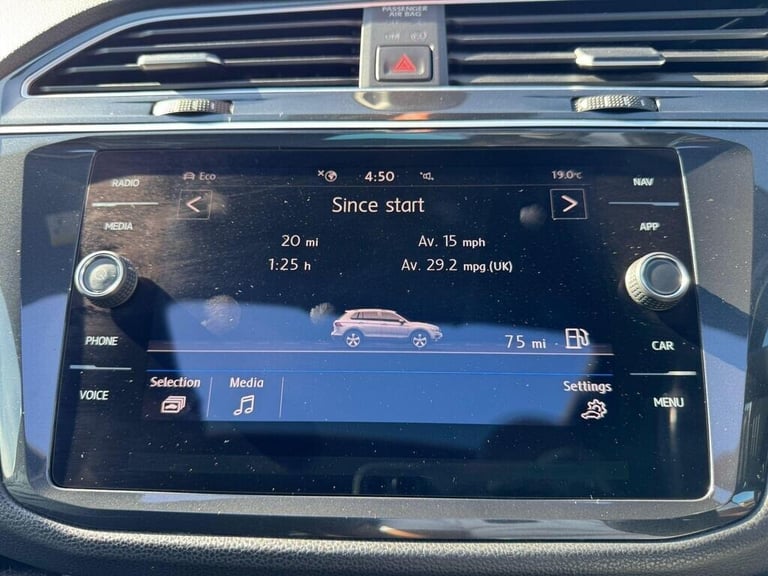 PASSENGER
AIR BAG
RADIO
Eco
4:50
19.0°C
NAV
MEDIA
Since start
APP
20 mi
Av. 15 mph
1:25 h
Av. 29.2 mpg.(UK)
PHONE
75 mi
CAR
VOICE
Selection
Media
Settings
MENU